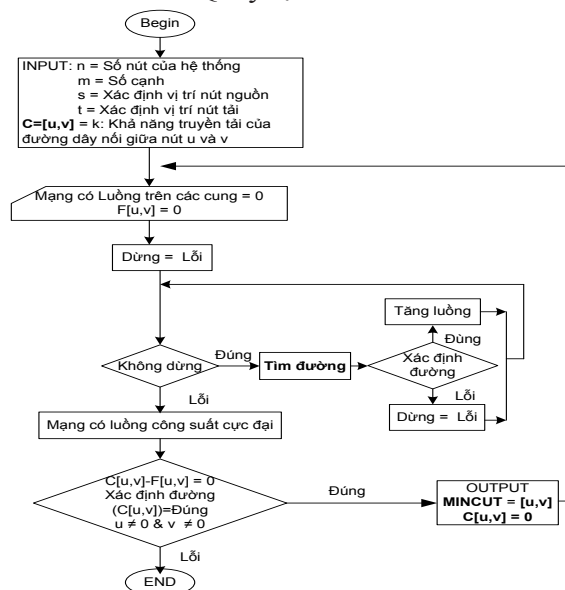 Begin
INPUT: n = Số nút của hệ thống
m = Số cạnh
s = Xác định vị trí nút nguồn
t = Xác định vị trí nút tải
C=[u,v] = k: Khả năng truyền tải của
đường dây nối giữa nút u và v
Mạng có Luồng trên các cung = 0
F[u,v] = 0
Dừng = Lỗi
Tăng luồng
Đùng
Không dừng
Đúng
Tìm đường
Xác định
đường
Lỗi
Lỗi
Dừng = Lỗi
Mạng có luồng công suất cực đại
C[u,v]-F[u,v] = 0
Xác định đường
(C[u,v])=Đúng
u ≠ 0 & v ≠ 0
Đúng
OUTPUT
MINCUT = [u,v]
C[u,v] = 0
Lỗi
END